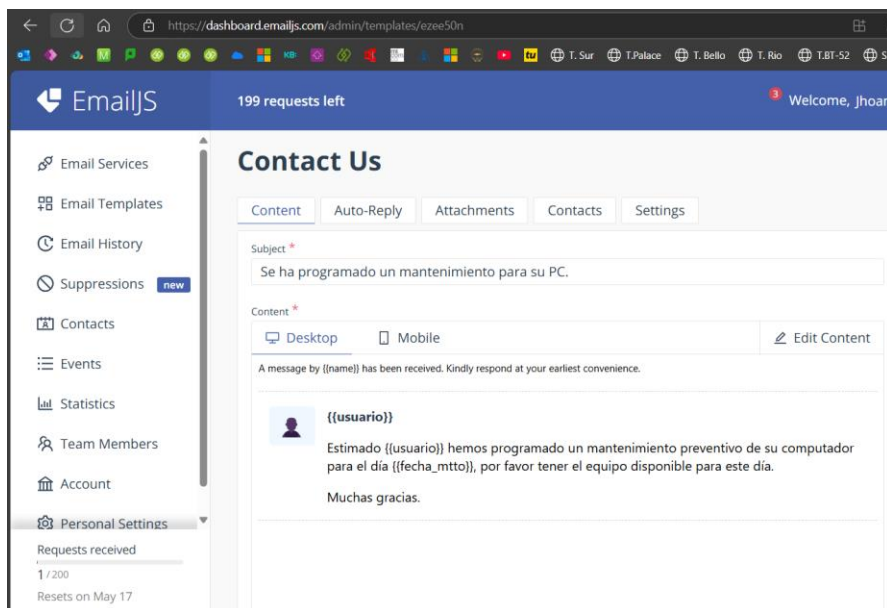 https://dashboard.emailjs.com/admin/templates/ezee50n
KB T. Sur T.Palace T. Bello T. Rio T.BT-52 S
EmailJS
199 requests left
3 Welcome, Jhoar
Email Services
Email Templates
Email History
Suppressions new
Contacts
Events
Statistics
Team Members
Account
Personal Settings
Requests received
1 / 200
Resets on May 17
Contact Us
Content Auto-Reply Attachments Contacts Settings
Subject *
Se ha programado un mantenimiento para su PC.
Content *
Desktop Mobile Edit Content
A message by {{name}} has been received. Kindly respond at your earliest convenience.
{{usuario}}
Estimado {{usuario}} hemos programado un mantenimiento preventivo de su computador
para el día {{fecha_mtto}}, por favor tener el equipo disponible para este día.
Muchas gracias.